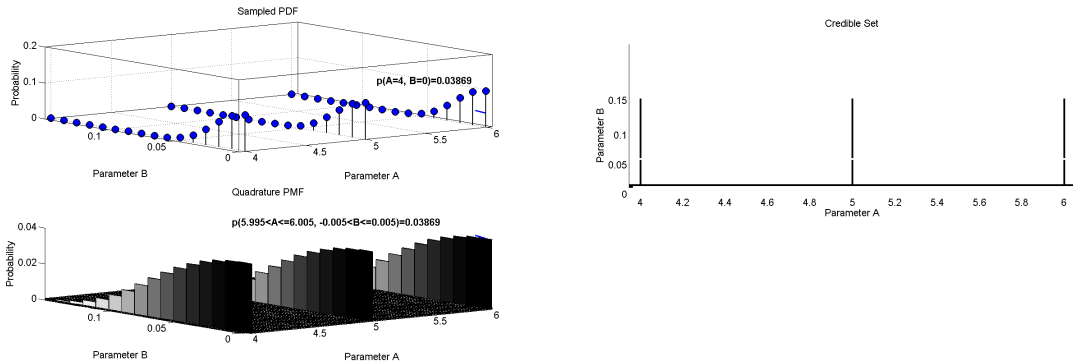 Sampled PDF
0.2
0.1
0
Probability
p(A=4, B=0)=0.03869
0.1
0.05
0
4
4.5
5
5.5
6
Parameter B
Parameter A
Quadrature PMF
p(5.995<A<=6.005, -0.005<B<=0.005)=0.03869
0.04
0.02
0
Probability
0.1
0.05
0
4
4.5
5
5.5
6
Parameter B
Parameter A
Credible Set
0.15
0.1
0.05
0
Parameter B
4
4.2
4.4
4.6
4.8
5
5.2
5.4
5.6
5.8
6
Parameter A